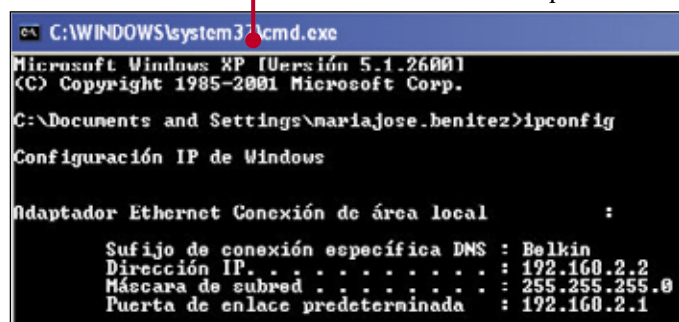 C:\WINDOWS\system32\cmd.exe
Microsoft Windows XP [Versión 5.1.2600]
(C) Copyright 1985-2001 Microsoft Corp.
C:\Documents and Settings\mariajose.benitez>ipconfig
Configuración IP de Windows
Adaptador Ethernet Conexión de área local :
Sufijo de conexión específica DNS : Belkin
Dirección IP. . . . . . . . . . . : 192.168.2.2
Máscara de subred . . . . . . . . : 255.255.255.0
Puerta de enlace predeterminada : 192.168.2.1